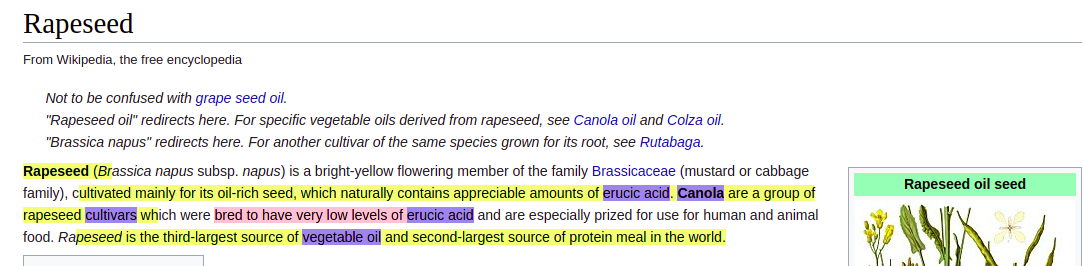 Rapeseed
From Wikipedia, the free encyclopedia
Not to be confused with grape seed oil.
"Rapeseed oil" redirects here. For specific vegetable oils derived from rapeseed, see Canola oil and Colza oil.
"Brassica napus" redirects here. For another cultivar of the same species grown for its root, see Rutabaga.
Rapeseed (Brassica napus subsp. napus) is a bright-yellow flowering member of the family Brassicaceae (mustard or cabbage
family), cultivated mainly for its oil-rich seed, which naturally contains appreciable amounts of erucic acid. Canola are a group of
rapeseed cultivars which were bred to have very low levels of erucic acid and are especially prized for use for human and animal
food. Rapeseed is the third-largest source of vegetable oil and second-largest source of protein meal in the world.
Rapeseed oil seed